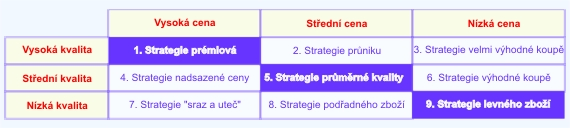 Vysoká cena Střední cena Nízká cena
Vysoká kvalita 1. Strategie prémiová 2. Strategie průniku 3. Strategie velmi výhodné koupě
Střední kvalita 4. Strategie nadsazené ceny 5. Strategie průměrné kvality 6. Strategie výhodné koupě
Nízká kvalita 7. Strategie "sraz a uteč" 8. Strategie podřadného zboží 9. Strategie levného zboží